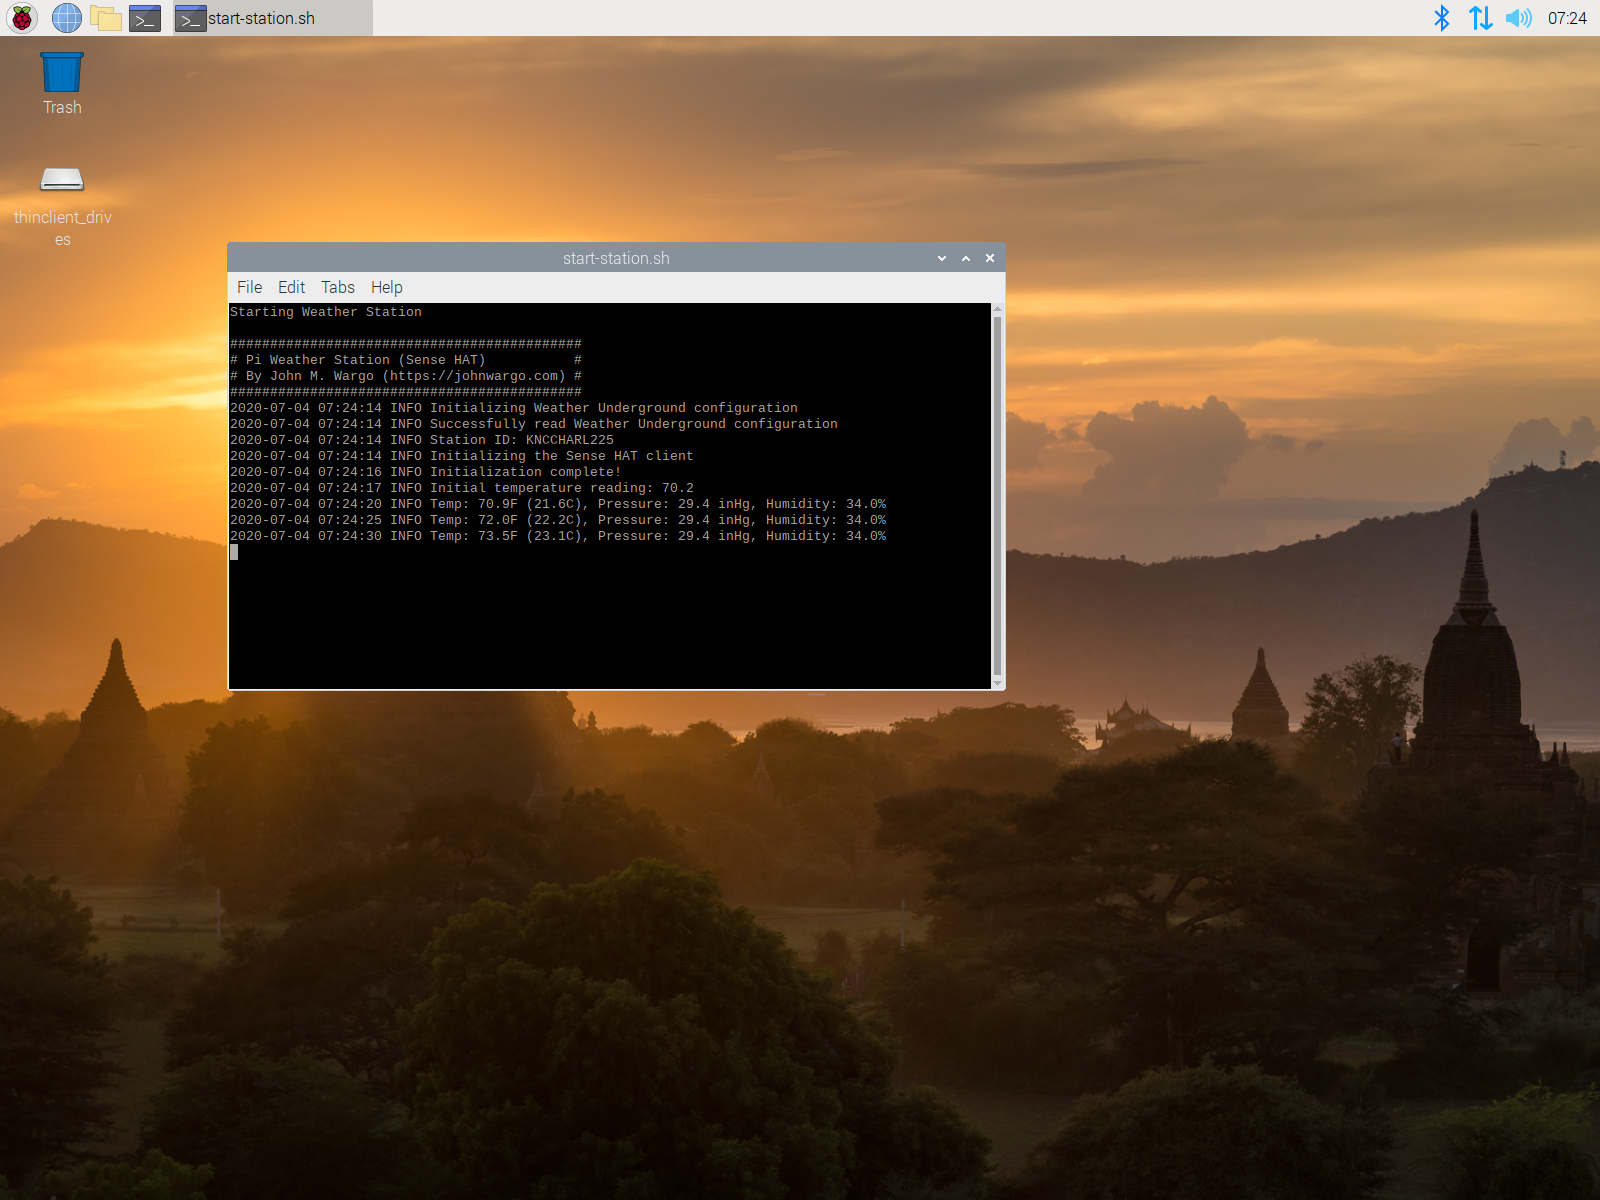 start-station.sh
07:24
Trash
thinclient_driv
es
start-station.sh
File Edit Tabs Help
Starting Weather Station
############################################
# Pi Weather Station (Sense HAT)           #
# By John M. Wargo (https://johnwargo.com) #
############################################
2020-07-04 07:24:14 INFO Initializing Weather Underground configuration
2020-07-04 07:24:14 INFO Successfully read Weather Underground configuration
2020-07-04 07:24:14 INFO Station ID: KNCCHARL225
2020-07-04 07:24:14 INFO Initializing the Sense HAT client
2020-07-04 07:24:16 INFO Initialization complete!
2020-07-04 07:24:17 INFO Initial temperature reading: 70.2
2020-07-04 07:24:20 INFO Temp: 70.9F (21.6C), Pressure: 29.4 inHg, Humidity: 34.0%
2020-07-04 07:24:25 INFO Temp: 72.0F (22.2C), Pressure: 29.4 inHg, Humidity: 34.0%
2020-07-04 07:24:30 INFO Temp: 73.5F (23.1C), Pressure: 29.4 inHg, Humidity: 34.0%